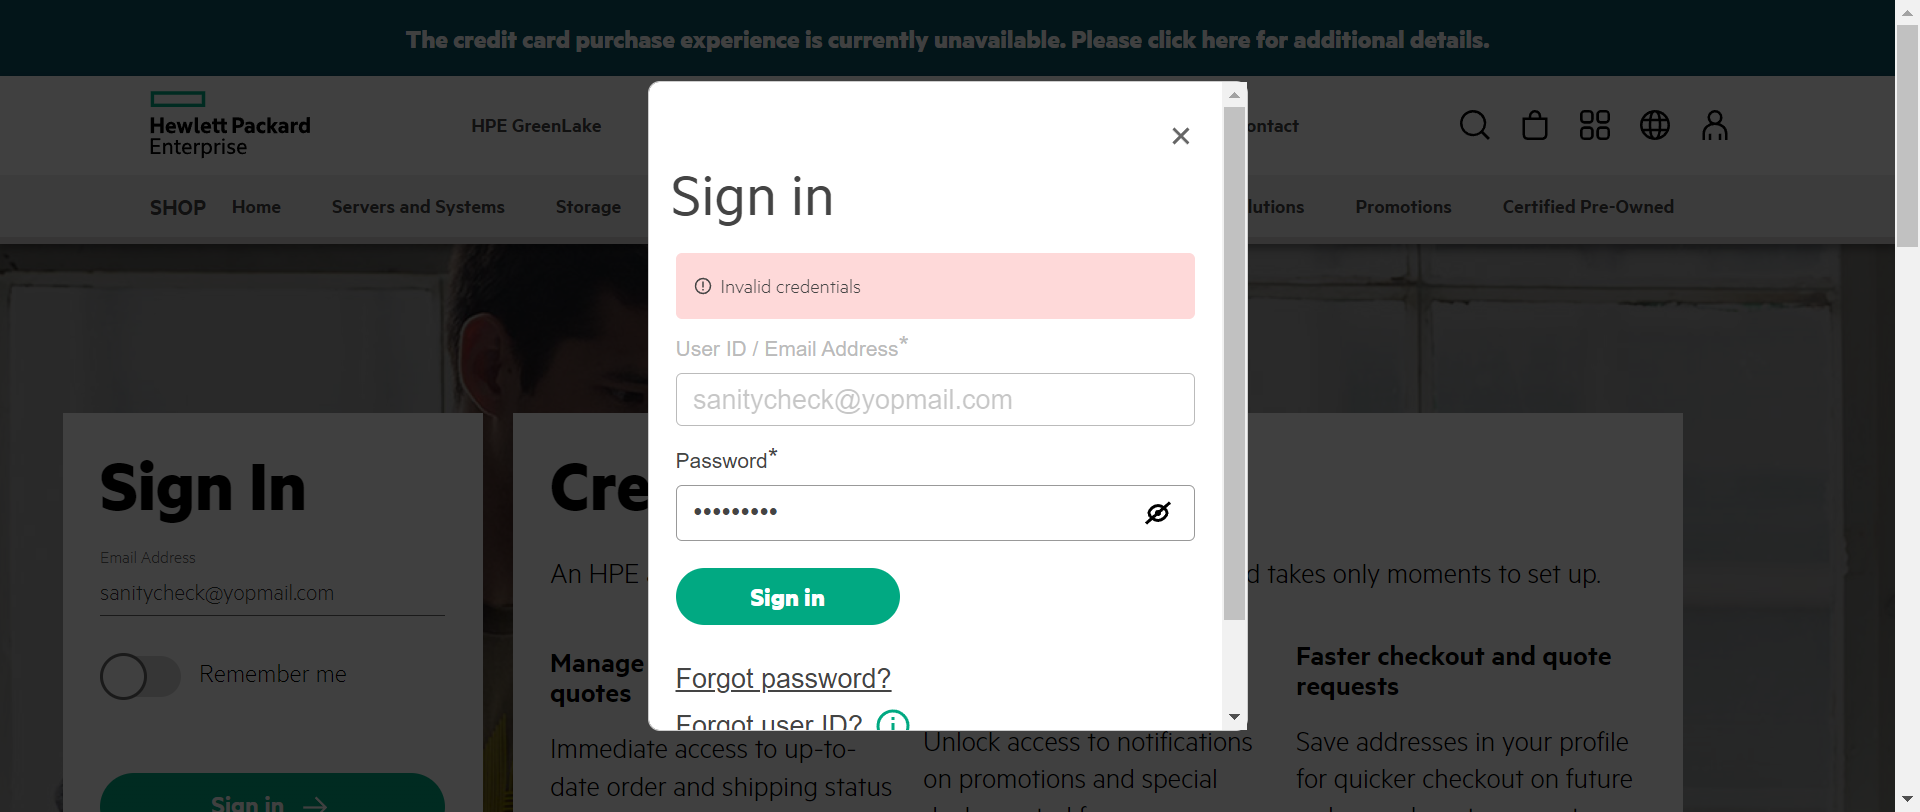 The credit card purchase experience is currently unavailable. Please click here for additional details.
Hewlett Packard
Enterprise
HPE GreenLake
ontact
SHOP
Home
Servers and Systems
Storage
lutions
Promotions
Certified Pre-Owned
Sign in
Invalid credentials
User ID / Email Address*
sanitycheck@yopmail.com
Password*
•••••••••
Sign in
Forgot password?
Forgot user ID?
Sign In
Email Address
sanitycheck@yopmail.com
Remember me
Sign in
Cre
An HPE
d takes only moments to set up.
Manage
quotes
Immediate access to up-to-
date order and shipping status
Unlock access to notifications
on promotions and special
Faster checkout and quote
requests
Save addresses in your profile
for quicker checkout on future